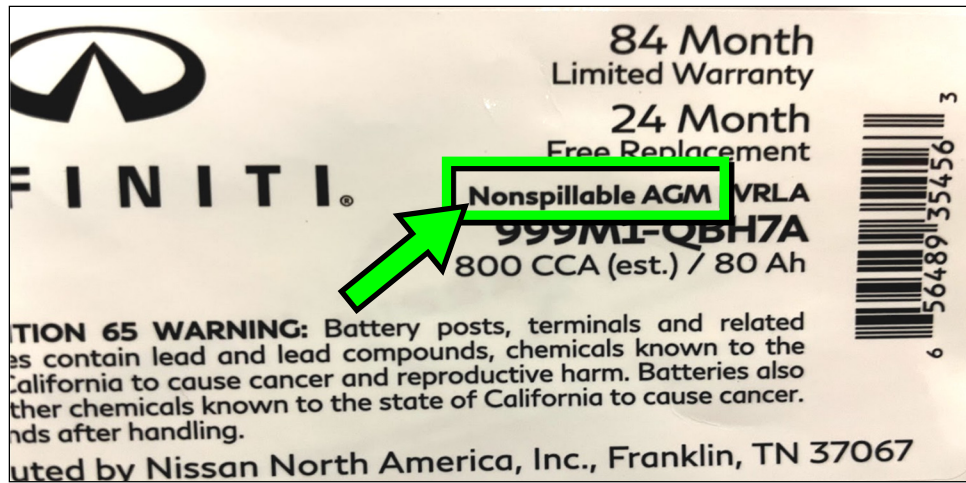 84 Month
Limited Warranty
24 Month
Free Replacement
FINITI®
Nonspillable AGM VRLA
999M1-QBH7A
800 CCA (est.) / 80 Ah
TION 65 WARNING: Battery posts, terminals and related
es contain lead and lead compounds, chemicals known to the
California to cause cancer and reproductive harm. Batteries also
ther chemicals known to the state of California to cause cancer.
nds after handling.
uted by Nissan North America, Inc., Franklin, TN 37067
6 56489 35456 3